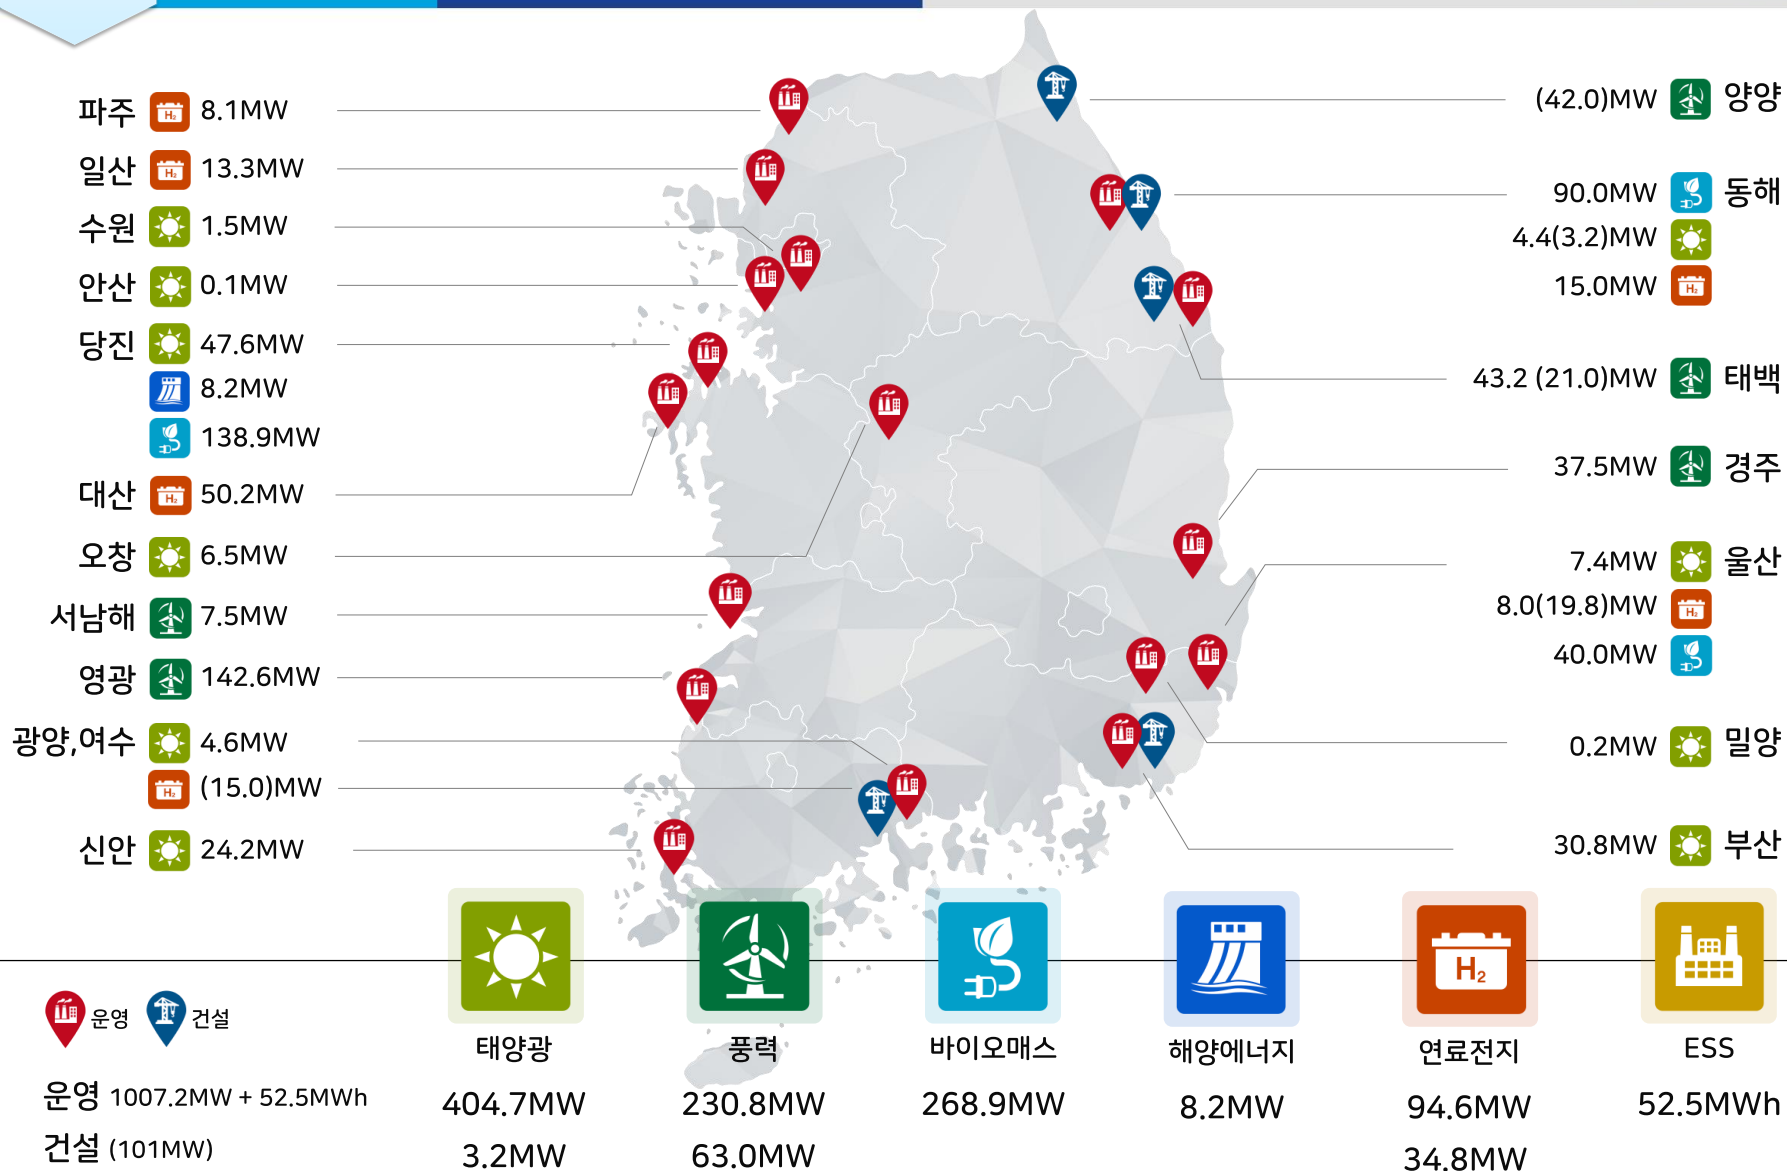 파주 H₂ 8.1MW
일산 H₂ 13.3MW
수원 1.5MW
안산 0.1MW
당진 47.6MW
8.2MW
138.9MW
대산 H₂ 50.2MW
오창 6.5MW
서남해 7.5MW
영광 142.6MW
광양,여수 4.6MW
H₂ (15.0)MW
신안 24.2MW
(42.0)MW 양양
90.0MW 동해
4.4(3.2)MW
15.0MW H₂
43.2 (21.0)MW 태백
37.5MW 경주
7.4MW 울산
8.0(19.8)MW H₂
40.0MW
0.2MW 밀양
30.8MW 부산
H₂
운영 건설
태양광 풍력 바이오매스 해양에너지 연료전지 ESS
운영 1007.2MW + 52.5MWh 404.7MW 230.8MW 268.9MW 8.2MW 94.6MW 52.5MWh
건설 (101MW) 3.2MW 63.0MW 34.8MW